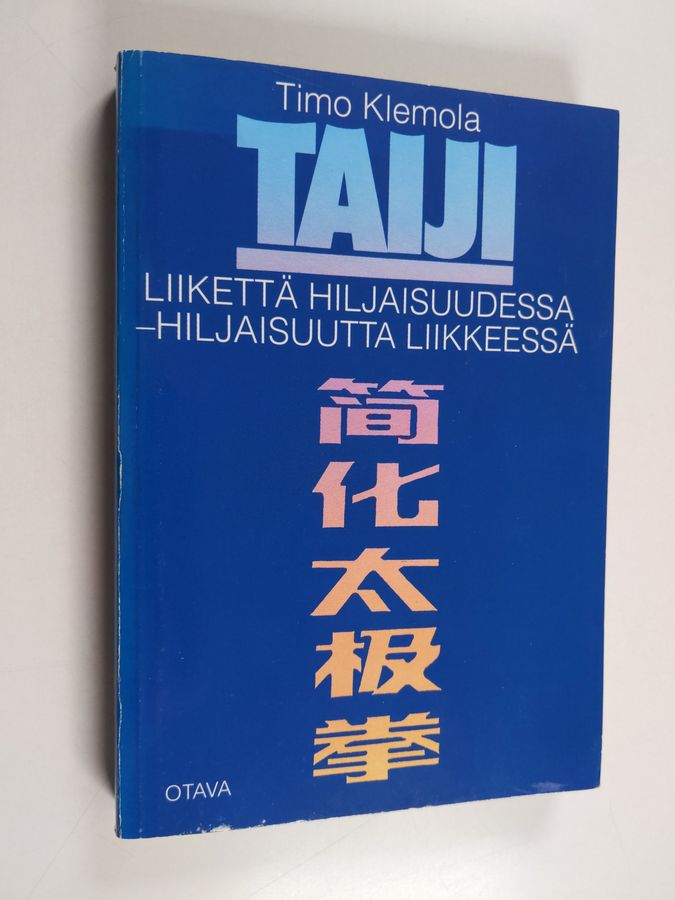 Timo Klemola
TAIJI
LIIKETTÄ HILJAISUUDESSA
–HILJAISUUTTA LIIKKEESSÄ
简化太极拳
OTAVA